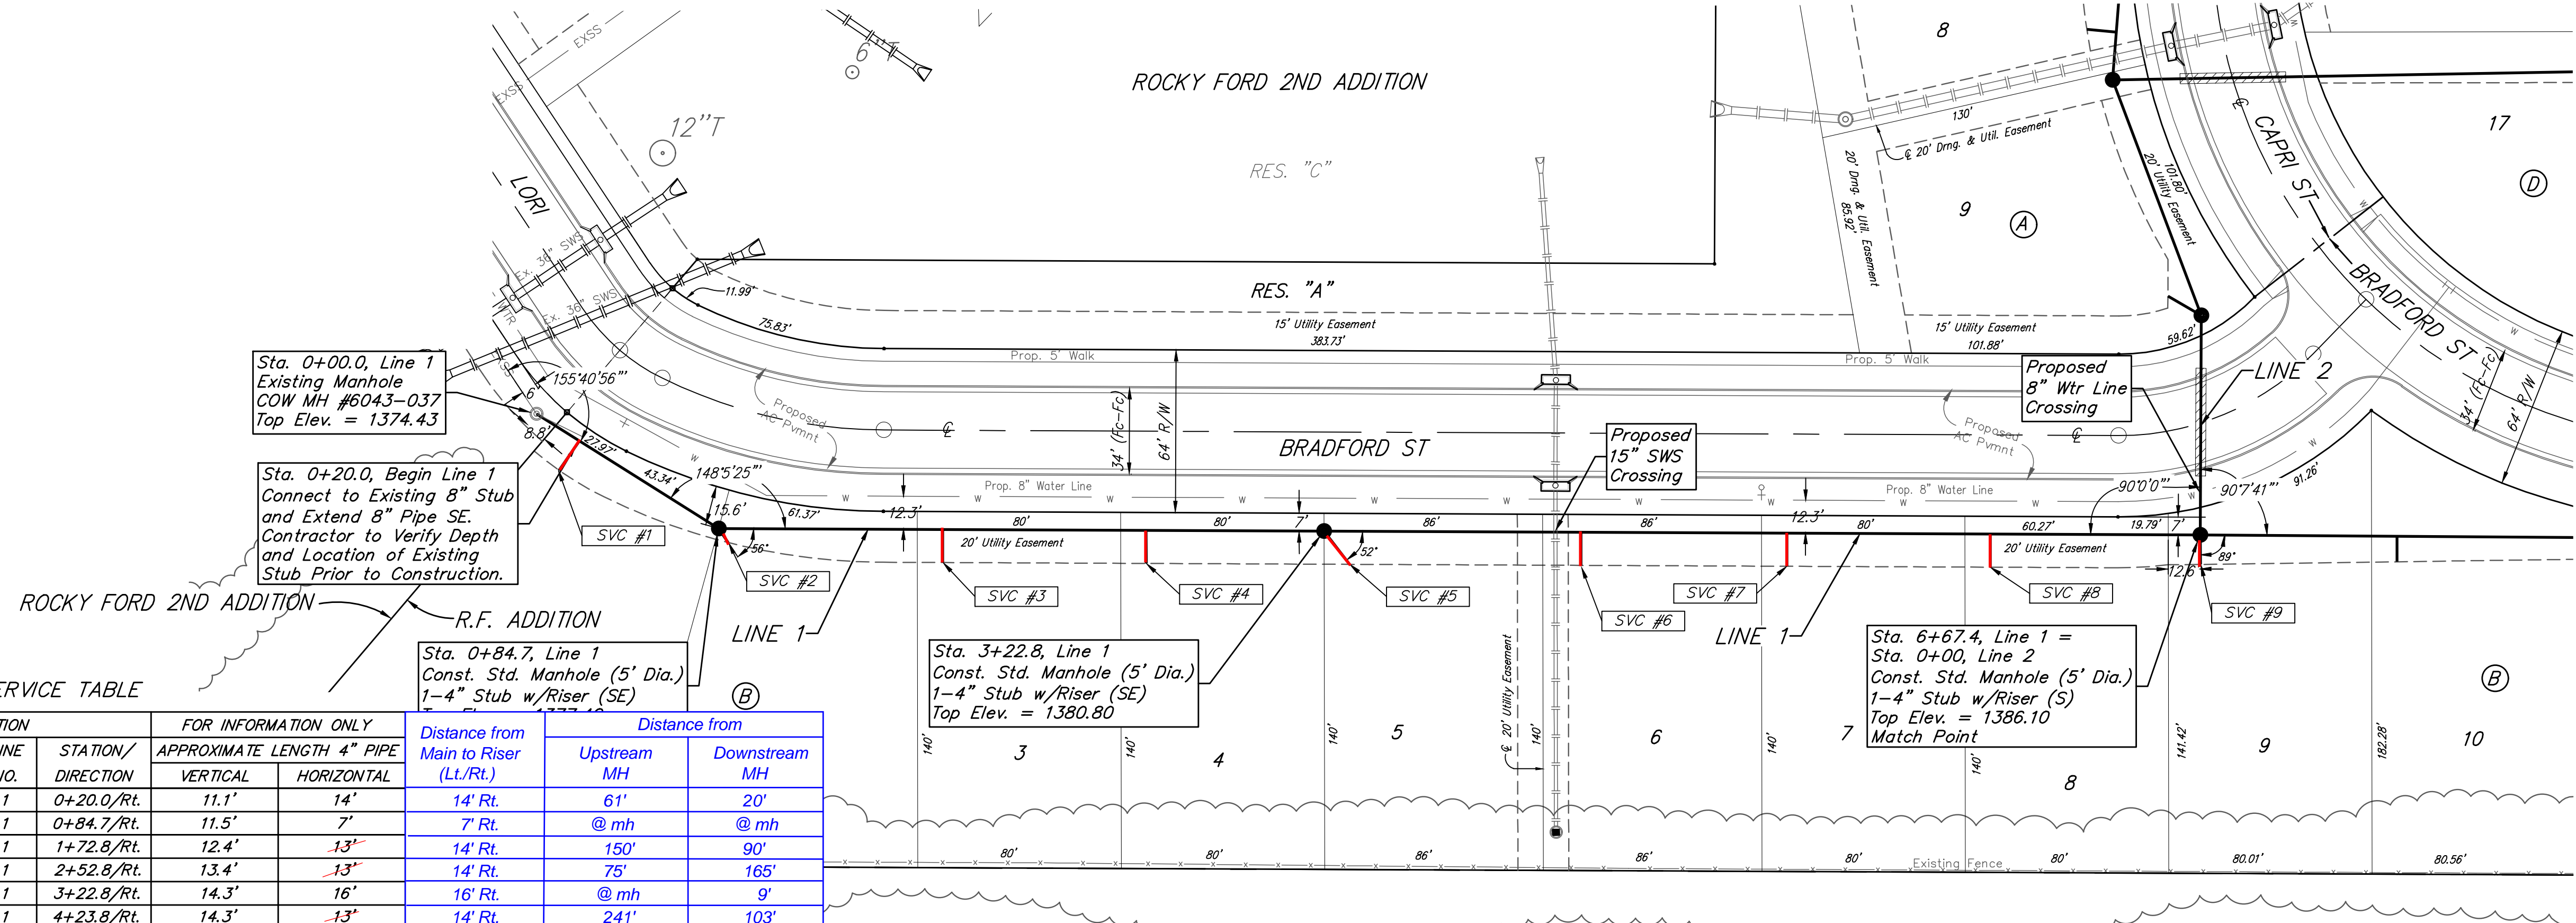 EXSS
EXSS
6"T
ROCKY FORD 2ND ADDITION
8
130'
℄ 20' Drng. & Util. Easement
17
12"T
RES. "C"
20' Drng. & Util. Easement
85.92'
9
A
101.80'
20' Utility Easement
℄
CAPRI ST
D
LORI
Ex. 36" SWS
Ex. 36" SWS
WTR
11.99'
RES. "A"
75.83'
15' Utility Easement
383.73'
15' Utility Easement
101.88'
59.62'
BRADFORD ST
Prop. 5' Walk
Prop. 5' Walk
Sta. 0+00.0, Line 1
Existing Manhole
COW MH #6043-037
Top Elev. = 1374.43
155°40'56"'
6'
8.8'
27.97'
43.34'
148°5'25"'
15.6'
61.37'
Proposed
AC Pvmnt
℄
34' (Fc-Fc)
64' R/W
BRADFORD ST
Proposed
15" SWS
Crossing
Proposed
8" Wtr Line
Crossing
LINE 2
Proposed
AC Pvmnt
℄
34' (Fc-Fc)
64' R/W
90°0'0"'
90°7'41"'
91.26'
Prop. 8" Water Line
Prop. 8" Water Line
W W W W W W W W
Sta. 0+20.0, Begin Line 1
Connect to Existing 8" Stub
and Extend 8" Pipe SE.
Contractor to Verify Depth
and Location of Existing
Stub Prior to Construction.
12.3'
80'
80'
7'
86'
86'
12.3'
80'
60.27'
19.79'
7'
20' Utility Easement
20' Utility Easement
56°
52°
89°
12.6'
SVC #1
SVC #2
SVC #3
SVC #4
SVC #5
SVC #6
SVC #7
SVC #8
SVC #9
ROCKY FORD 2ND ADDITION
R.F. ADDITION
LINE 1
LINE 1
Sta. 0+84.7, Line 1
Const. Std. Manhole (5' Dia.)
1-4" Stub w/Riser (SE)
B
Sta. 3+22.8, Line 1
Const. Std. Manhole (5' Dia.)
1-4" Stub w/Riser (SE)
Top Elev. = 1380.80
Sta. 6+67.4, Line 1 =
Sta. 0+00, Line 2
Const. Std. Manhole (5' Dia.)
1-4" Stub w/Riser (S)
Top Elev. = 1386.10
Match Point
℄ 20' Utility Easement
B
140'
3
140'
4
140'
5
140'
6
140'
7
140'
8
141.42'
9
182.28'
10
80'
80'
86'
86'
80'
Existing Fence
80'
80.01'
80.56'
ERVICE TABLE
TION FOR INFORMATION ONLY Distance from Main to Riser (Lt./Rt.) Distance from
INE NO. STATION/ DIRECTION APPROXIMATE LENGTH 4" PIPE Upstream MH Downstream MH
VERTICAL HORIZONTAL
1 0+20.0/Rt. 11.1' 14' 14' Rt. 61' 20'
1 0+84.7/Rt. 11.5' 7' 7' Rt. @ mh @ mh
1 1+72.8/Rt. 12.4' 13' 14' Rt. 150' 90'
1 2+52.8/Rt. 13.4' 13' 14' Rt. 75' 165'
1 3+22.8/Rt. 14.3' 16' 16' Rt. @ mh 9'
1 4+23.8/Rt. 14.3' 13' 14' Rt. 241' 103'